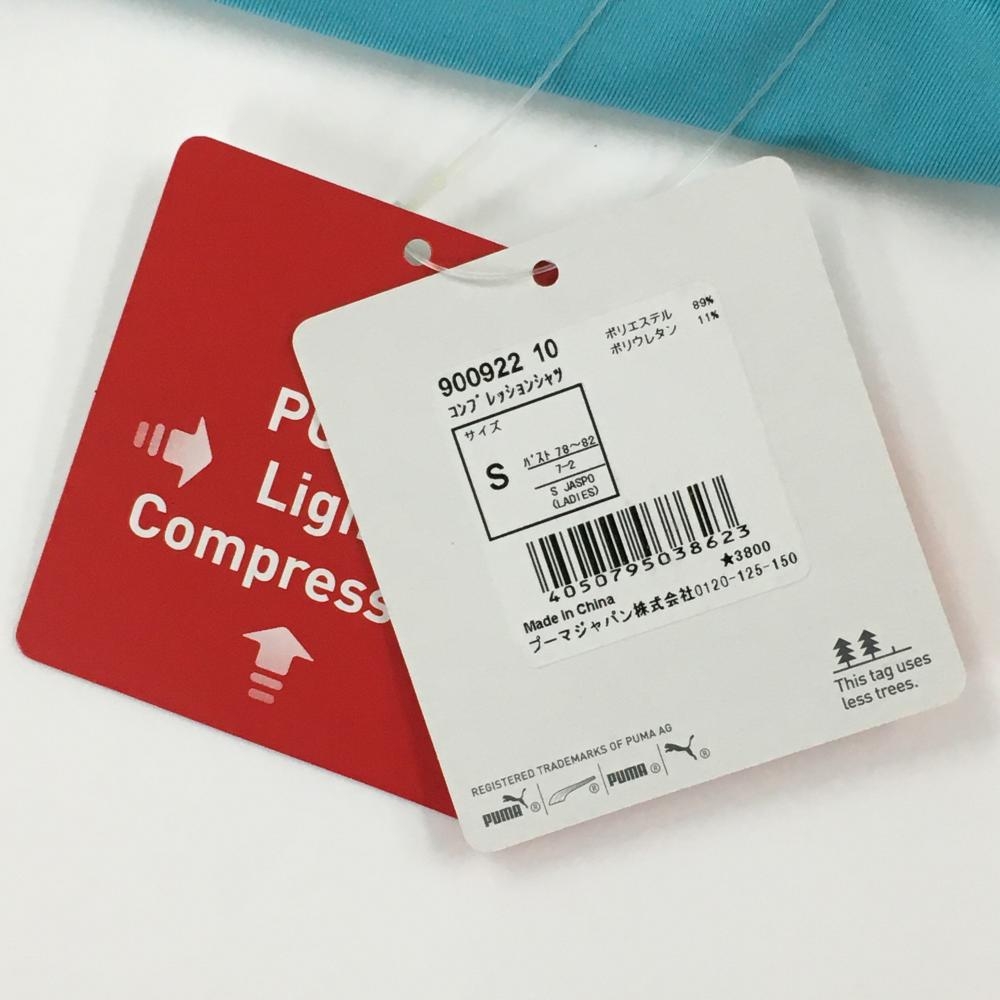 Ligh
Compress
900922 10
コンプレッションシャツ
ポリエステル 89%
ポリウレタン 11%
サイズ
S
バスト 78～82
7-2
S JASPO
(LADIES)
4050795038623
★3800
Made in China
プーマジャパン株式会社0120-125-150
This tag uses
less trees.
REGISTERED TRADEMARKS OF PUMA AG
PUMA® ® PUMA® ®